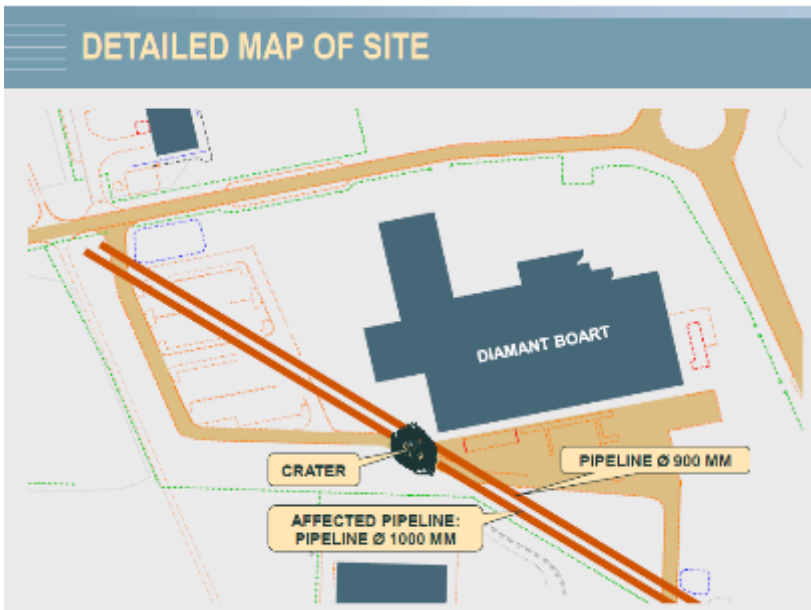 DETAILED MAP OF SITE
DIAMANT BOART
CRATER
PIPELINE Ø 900 MM
AFFECTED PIPELINE:
PIPELINE Ø 1000 MM